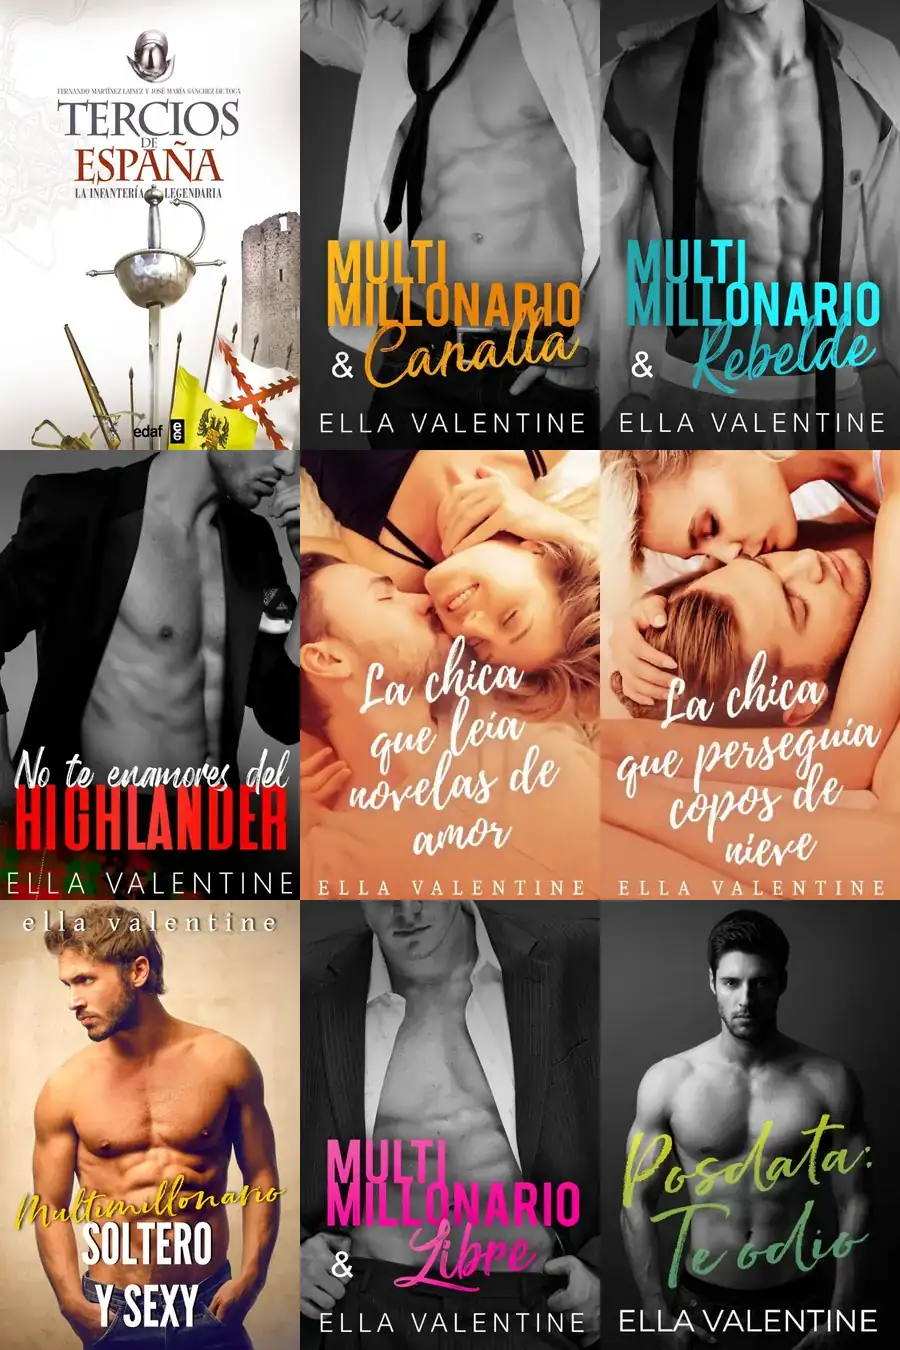 FERNANDO MARTÍNEZ LAÍNEZ Y JOSÉ MARÍA SÁNCHEZ DE TOCA
TERCIOS
DE
ESPAÑA
LA INFANTERÍA LEGENDARIA
edaf
MULTI
MILLONARIO
& Canalla
ELLA VALENTINE
MULTI
MILLONARIO
& Rebelde
ELLA VALENTINE
No te enamores del
HIGHLANDER
ELLA VALENTINE
La chica
que leía
novelas de
amor
ELLA VALENTINE
La chica
que perseguía
copos de
nieve
ELLA VALENTINE
ella valentine
Multimillonario
SOLTERO
Y SEXY
MULTI
MILLONARIO
& Libre
ELLA VALENTINE
Posdata:
Te odio
ELLA VALENTINE